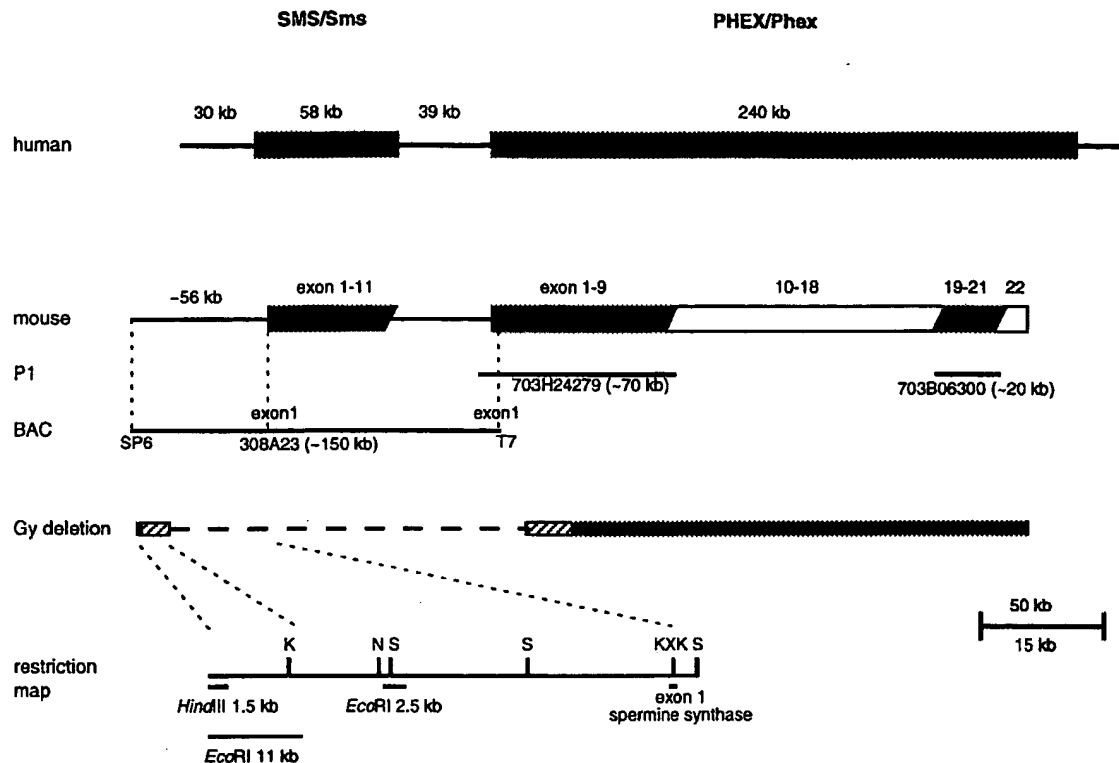 SMS/Sms PHEX/Phex
30 kb 58 kb 39 kb 240 kb
human
~56 kb exon 1-11 exon 1-9 10-18 19-21 22
mouse
P1 703H24279 (~70 kb) 703B06300 (~20 kb)
exon1 exon1
BAC
SP6 308A23 (~150 kb) T7
Gy deletion
50 kb
15 kb
K N S S KXK S
restriction
map
HindIII 1.5 kb EcoRI 2.5 kb exon 1
spermine synthase
EcoRI 11 kb